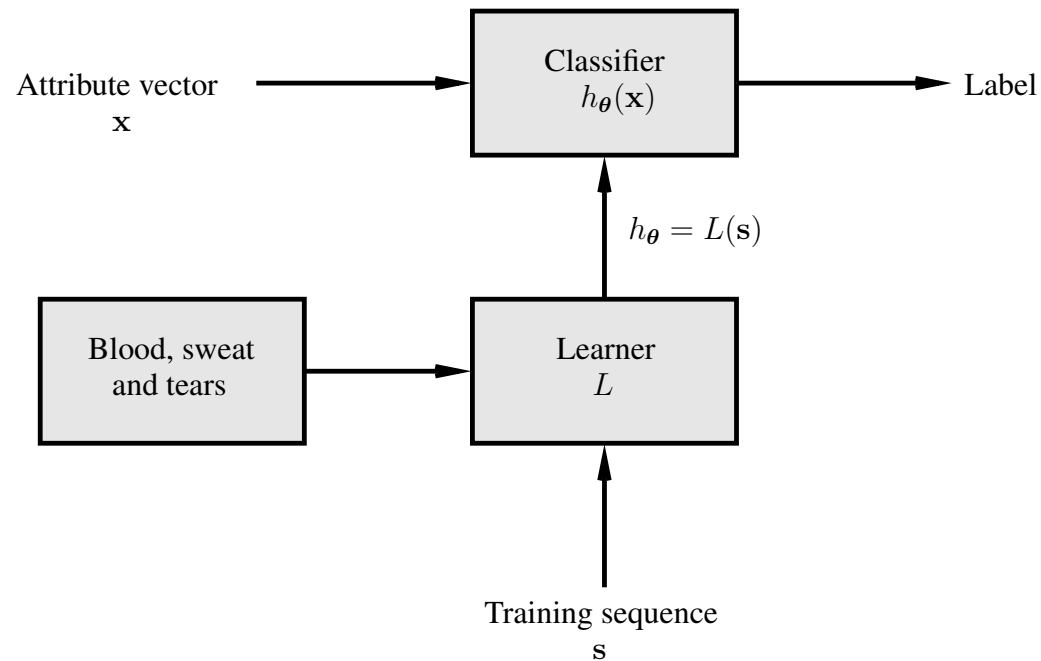 Classifier
Attribute vector
h_θ(x)
Label
x
h_θ = L(s)
Blood, sweat
and tears
Learner
L
Training sequence
s